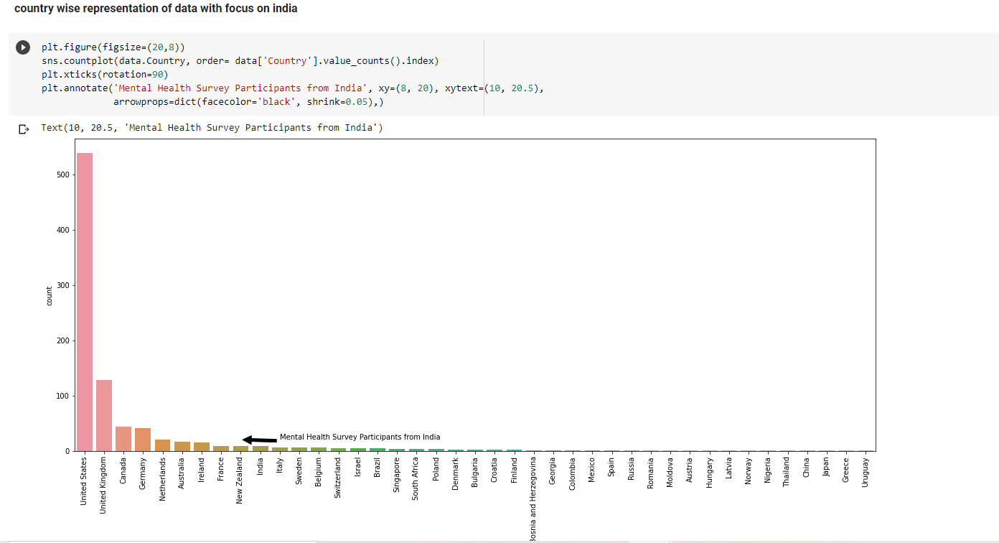 country wise representation of data with focus on india
plt.figure(figsize=(20,8))
sns.countplot(data.Country, order= data['Country'].value_counts().index)
plt.xticks(rotation=90)
plt.annotate('Mental Health Survey Participants from India', xy=(8, 20), xytext=(10, 20.5),
arrowprops=dict(facecolor='black', shrink=0.05),)
Text(10, 20.5, 'Mental Health Survey Participants from India')
500
400
300
200
100
0
count
Mental Health Survey Participants from India
United States
United Kingdom
Canada
Germany
Netherlands
Australia
Ireland
France
New Zealand
India
Italy
Sweden
Belgium
Switzerland
Israel
Brazil
Singapore
South Africa
Poland
Denmark
Bulgaria
Croatia
Finland
Bosnia and Herzegovina
Georgia
Colombia
Mexico
Spain
Russia
Romania
Moldova
Austria
Hungary
Latvia
Norway
Nigeria
Thailand
China
Japan
Greece
Uruguay